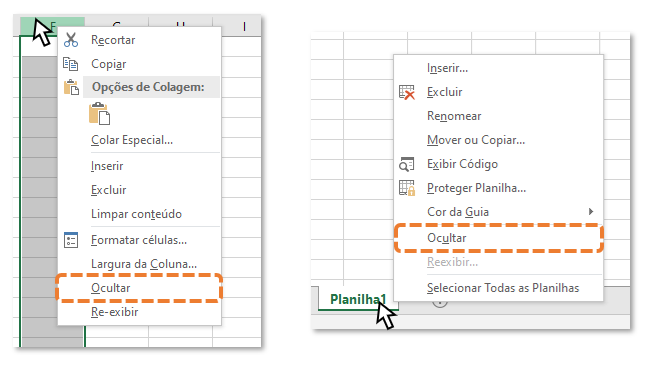 F G H I
Recortar
Copiar
Opções de Colagem:
Colar Especial...
Inserir
Excluir
Limpar conteúdo
Formatar células...
Largura da Coluna...
Ocultar
Re-exibir
Inserir...
Excluir
Renomear
Mover ou Copiar...
Exibir Código
Proteger Planilha...
Cor da Guia
Ocultar
Reexibir...
Selecionar Todas as Planilhas
Planilha1